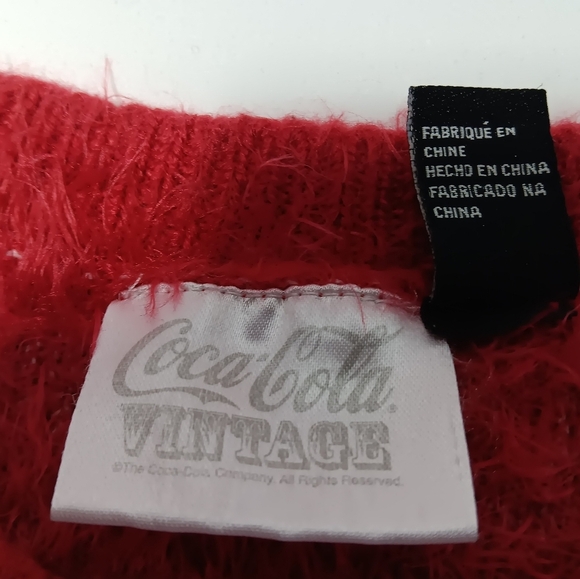 FABRIQUÉ EN
CHINE
HECHO EN CHINA
FABRICADO NA
CHINA
Coca-Cola
VINTAGE
©The Coca-Cola Company. All Rights Reserved.